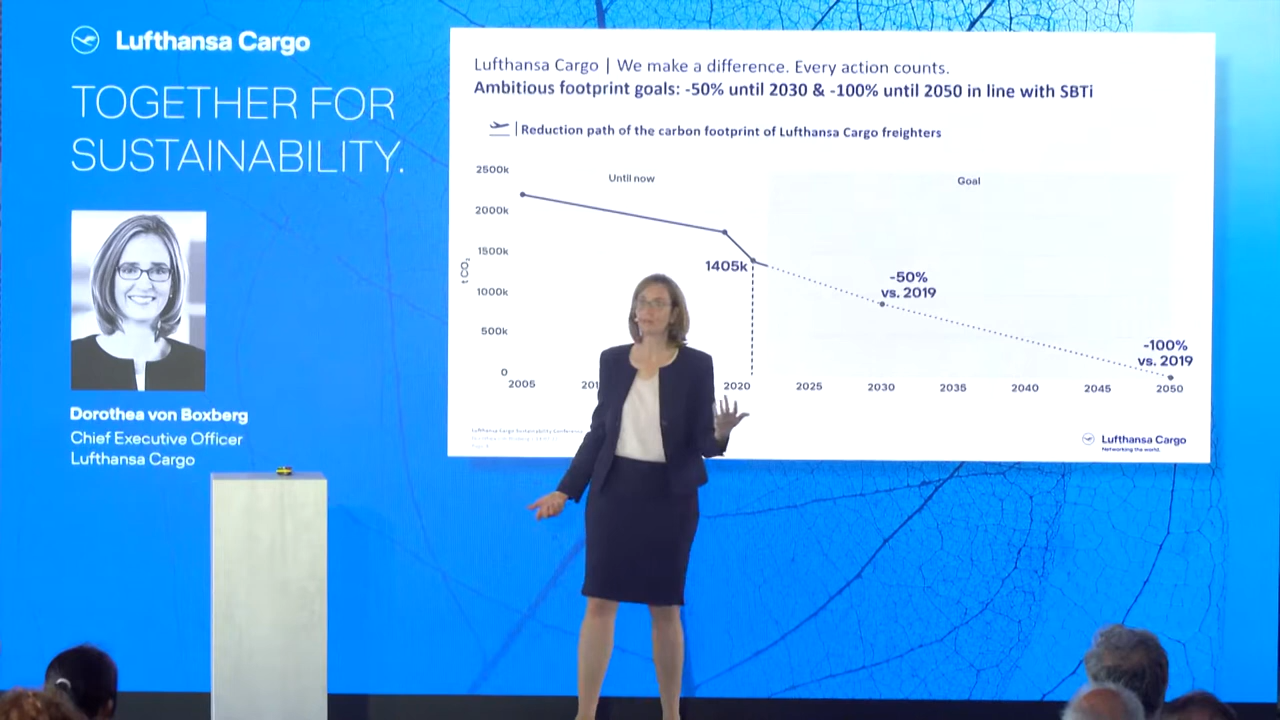 Lufthansa Cargo
TOGETHER FOR
SUSTAINABILITY.
Dorothea von Boxberg
Chief Executive Officer
Lufthansa Cargo
Lufthansa Cargo | We make a difference. Every action counts.
Ambitious footprint goals: -50% until 2030 & -100% until 2050 in line with SBTi
Reduction path of the carbon footprint of Lufthansa Cargo freighters
Until now
Goal
t CO₂
2500k
2000k
1500k
1000k
500k
0
1405k
-50%
vs. 2019
-100%
vs. 2019
2005 2020 2025 2030 2035 2040 2045 2050
Lufthansa Cargo
Networking the world.